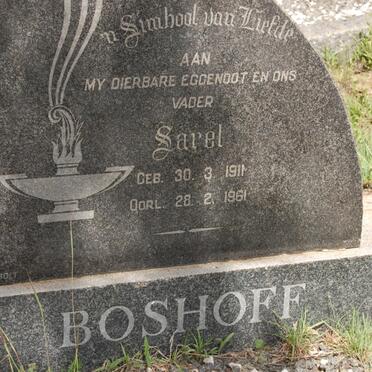 'n Simbool van Liefde
AAN
MY DIERBARE EGGENOOT EN ONS
VADER
Sarel
GEB. 30. 3. 1911
OORL. 28. 2. 1961
BOSHOFF